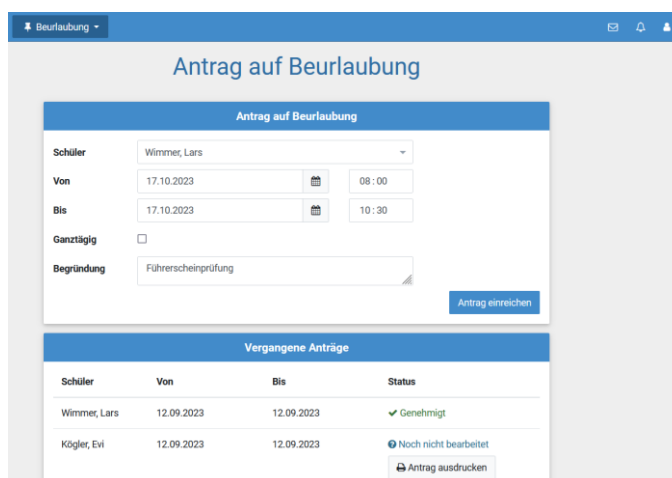 Beurlaubung
Antrag auf Beurlaubung
Antrag auf Beurlaubung
Schüler Wimmer, Lars
Von 17.10.2023 08:00
Bis 17.10.2023 10:30
Ganztägig
Begründung Führerscheinprüfung
Antrag einreichen
Vergangene Anträge
Schüler Von Bis Status
Wimmer, Lars 12.09.2023 12.09.2023 Genehmigt
Kögler, Evi 12.09.2023 12.09.2023 Noch nicht bearbeitet
Antrag ausdrucken